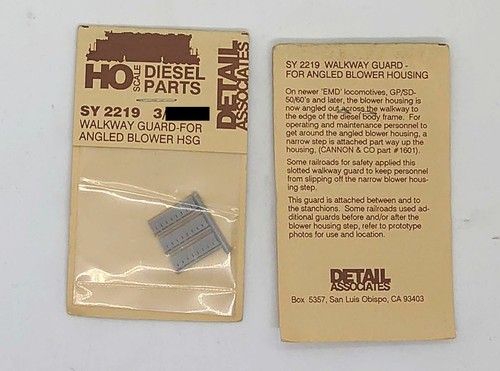 HO SCALE DIESEL
PARTS
DETAIL
ASSOCIATES
SY 2219 3/
WALKWAY GUARD-FOR
ANGLED BLOWER HSG
SY 2219 WALKWAY GUARD -
FOR ANGLED BLOWER HOUSING
On newer 'EMD' locomotives, GP/SD-
50/60's and later, the blower housing is
now angled out across the walkway to
the edge of the diesel body frame. For
operating and maintenance personnel to
get around the angled blower housing, a
narrow step is attached part way up the
housing, (CANNON & CO part #1601).
Some railroads for safety applied this
slotted walkway guard to keep personnel
from slipping off the narrow blower hous-
ing step.
This guard is attached between and to
the stanchions. Some railroads used ad-
ditional guards before and/or after the
blower housing step, refer to prototype
photos for use and location.
DETAIL
ASSOCIATES
Box 5357, San Luis Obispo, CA 93403